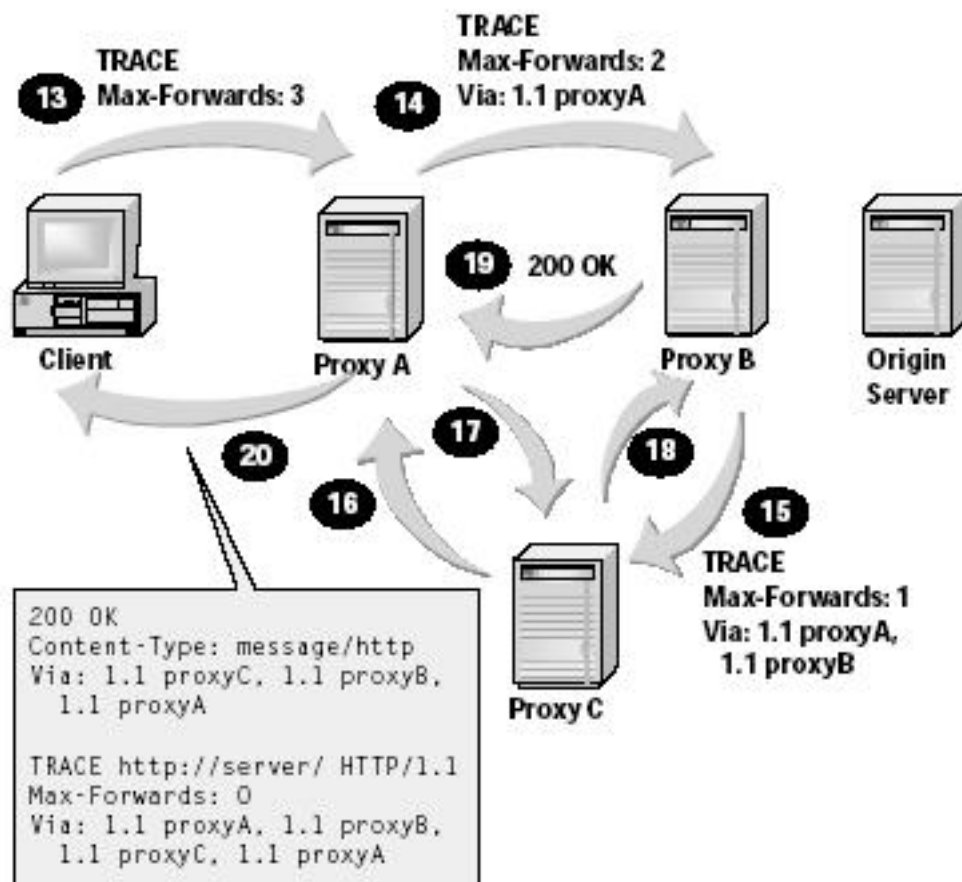 13
TRACE
Max-Forwards: 3
14
TRACE
Max-Forwards: 2
Via: 1.1 proxyA
19
200 OK
Client
Proxy A
Proxy B
Origin
Server
20
17
18
16
15
TRACE
Max-Forwards: 1
Via: 1.1 proxyA,
1.1 proxyB
Proxy C
200 OK
Content-Type: message/http
Via: 1.1 proxyC, 1.1 proxyB,
1.1 proxyA
TRACE http://server/ HTTP/1.1
Max-Forwards: 0
Via: 1.1 proxyA, 1.1 proxyB,
1.1 proxyC, 1.1 proxyA